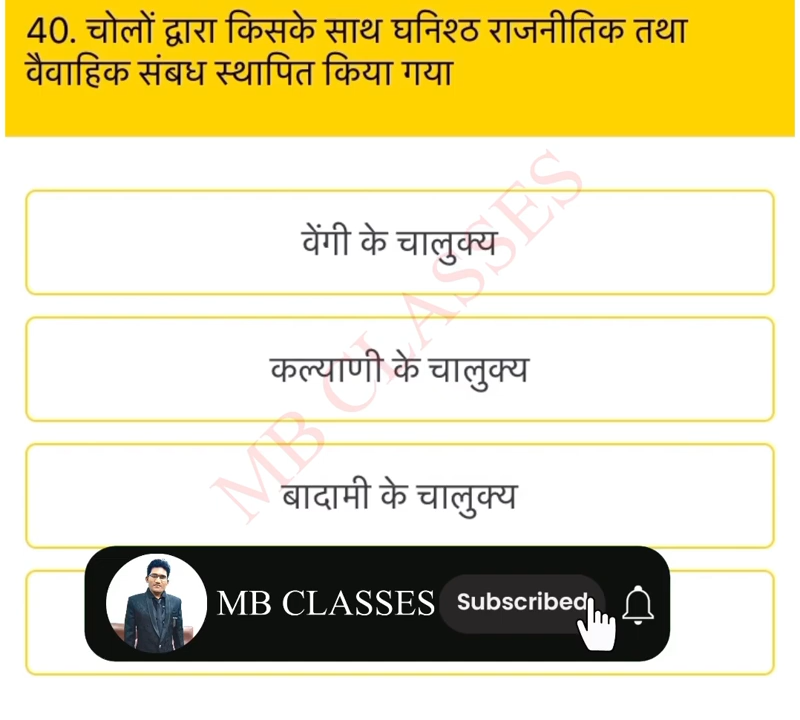 40. चोलों द्वारा किसके साथ घनिश्ठ राजनीतिक तथा
वैवाहिक संबध स्थापित किया गया
वेंगी के चालुक्य
कल्याणी के चालुक्य
बादामी के चालुक्य
MB CLASSES
MB CLASSES Subscribed